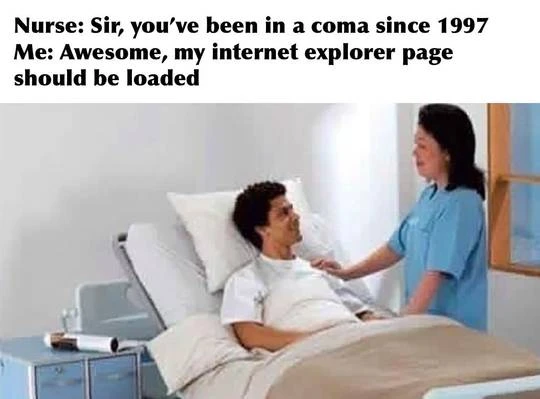 Nurse: Sir, you've been in a coma since 1997
Me: Awesome, my internet explorer page
should be loaded